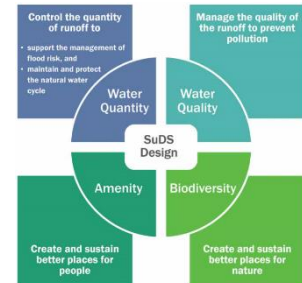 Control the quantity
of runoff to
• support the management of
flood risk, and
• maintain and protect
the natural water
cycle
Manage the quality of
the runoff to prevent
pollution
Water
Quantity
Water
Quality
SuDS
Design
Amenity
Biodiversity
Create and sustain
better places for
people
Create and sustain
better places for
nature